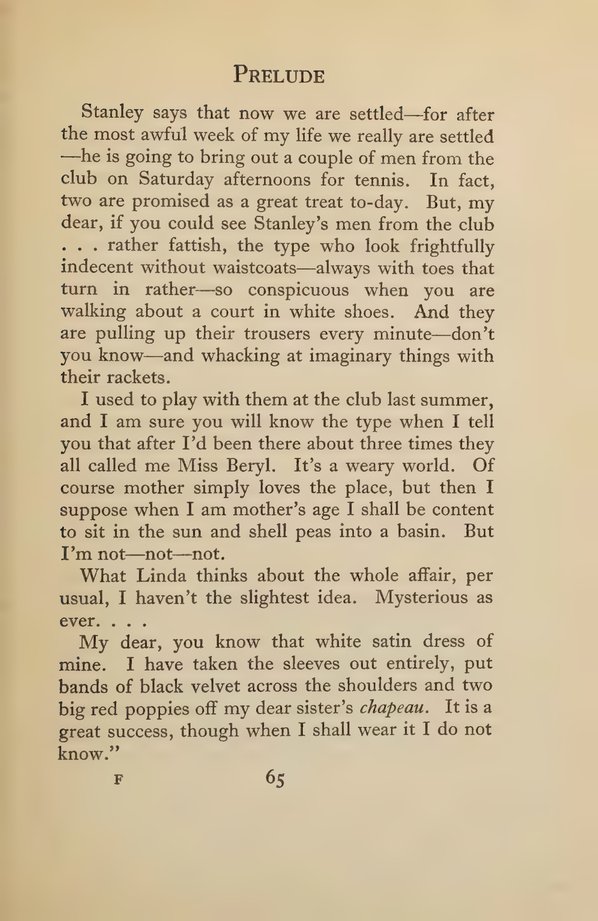 PRELUDE
Stanley says that now we are settled—for after
the most awful week of my life we really are settled
—he is going to bring out a couple of men from the
club on Saturday afternoons for tennis. In fact,
two are promised as a great treat to-day. But, my
dear, if you could see Stanley's men from the club
. . . rather fattish, the type who look frightfully
indecent without waistcoats—always with toes that
turn in rather—so conspicuous when you are
walking about a court in white shoes. And they
are pulling up their trousers every minute—don't
you know—and whacking at imaginary things with
their rackets.
I used to play with them at the club last summer,
and I am sure you will know the type when I tell
you that after I'd been there about three times they
all called me Miss Beryl. It's a weary world. Of
course mother simply loves the place, but then I
suppose when I am mother's age I shall be content
to sit in the sun and shell peas into a basin. But
I'm not—not—not.
What Linda thinks about the whole affair, per
usual, I haven't the slightest idea. Mysterious as
ever. . . .
My dear, you know that white satin dress of
mine. I have taken the sleeves out entirely, put
bands of black velvet across the shoulders and two
big red poppies off my dear sister's chapeau. It is a
great success, though when I shall wear it I do not
know."
F 65